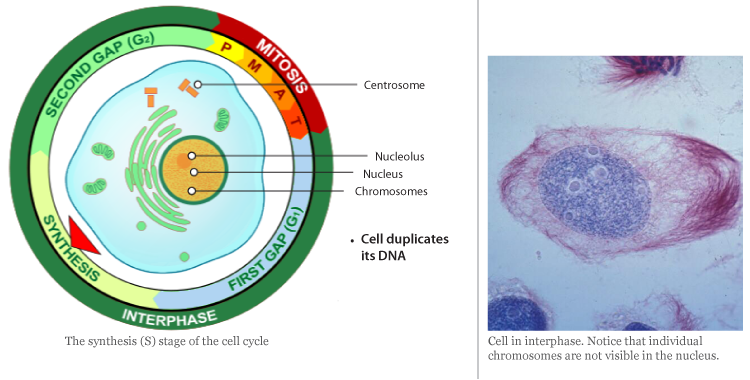 SECOND GAP (G₂)
P
M
A
T
MITOSIS
Centrosome
Nucleolus
Nucleus
Chromosomes
• Cell duplicates
its DNA
SYNTHESIS
FIRST GAP (G₁)
INTERPHASE
The synthesis (S) stage of the cell cycle
Cell in interphase. Notice that individual
chromosomes are not visible in the nucleus.